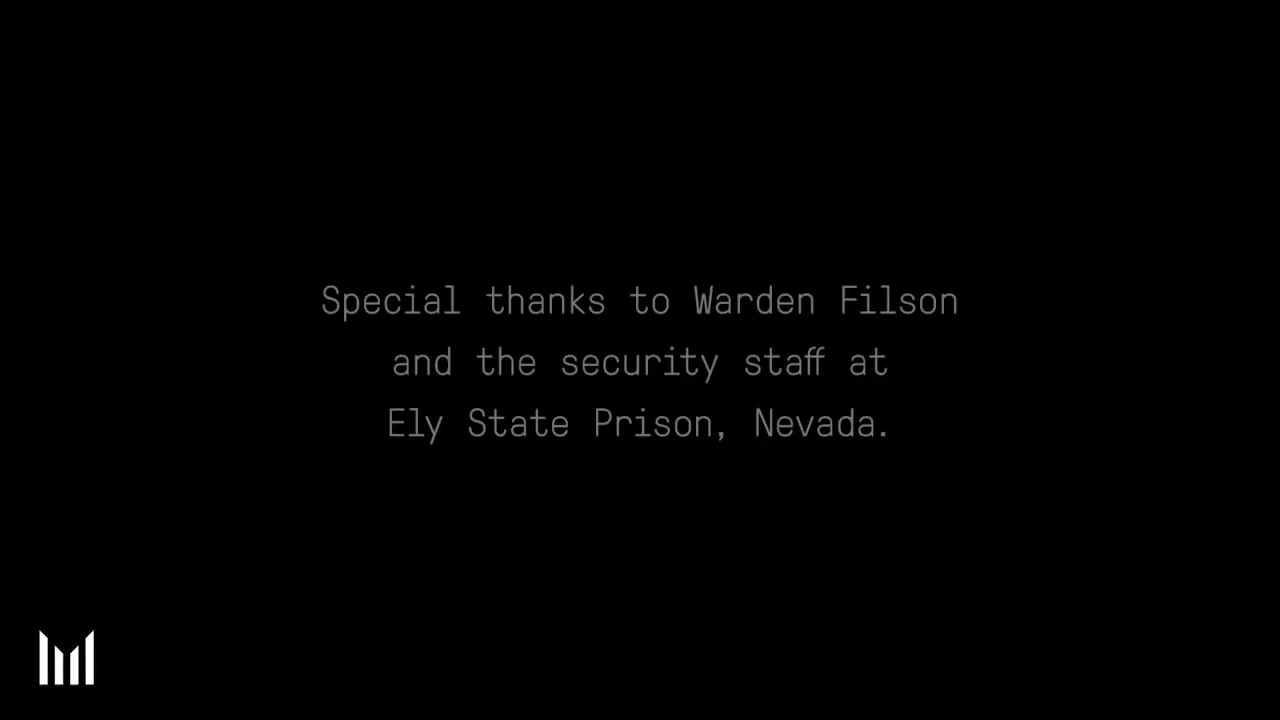 Special thanks to Warden Filson
and the security staff at
Ely State Prison, Nevada.